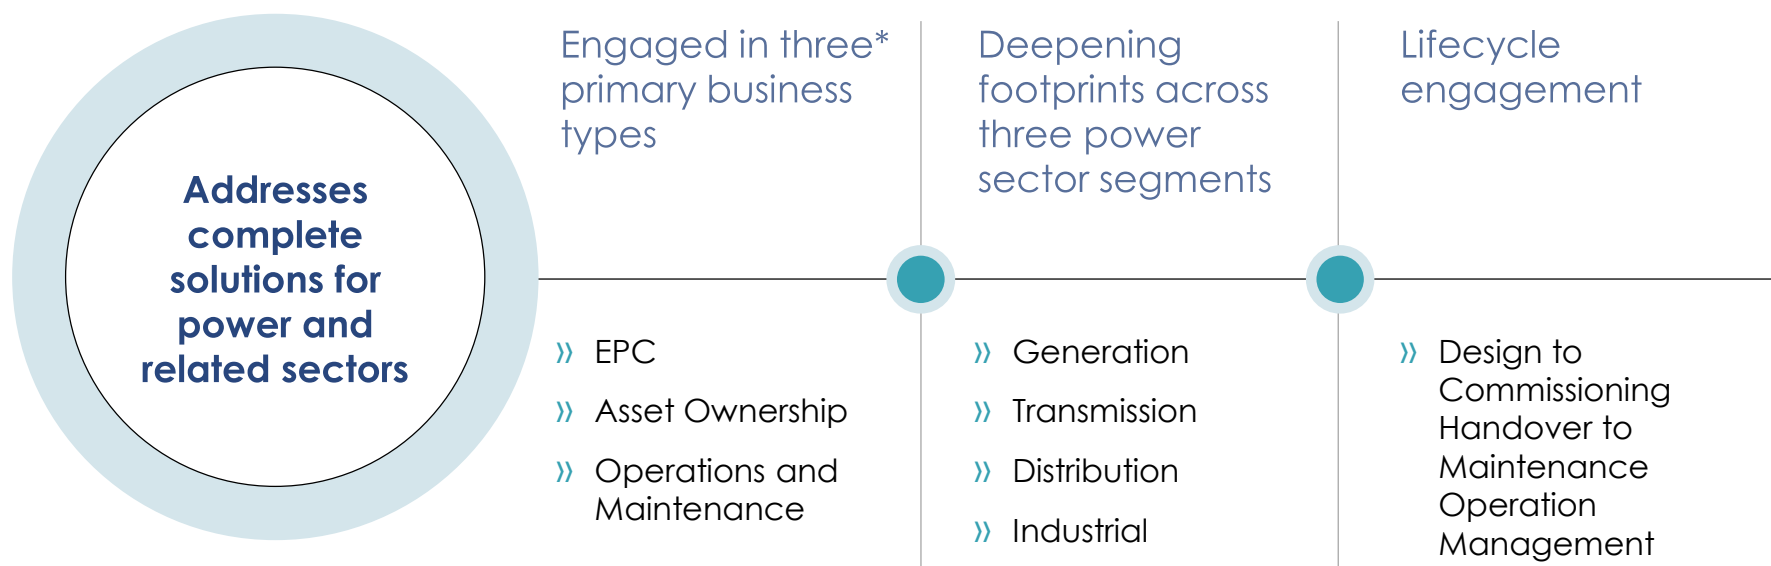 Addresses
complete
solutions for
power and
related sectors
Engaged in three*
primary business
types
» EPC
» Asset Ownership
» Operations and
Maintenance
Deepening
footprints across
three power
sector segments
» Generation
» Transmission
» Distribution
» Industrial
Lifecycle
engagement
» Design to
Commissioning
Handover to
Maintenance
Operation
Management